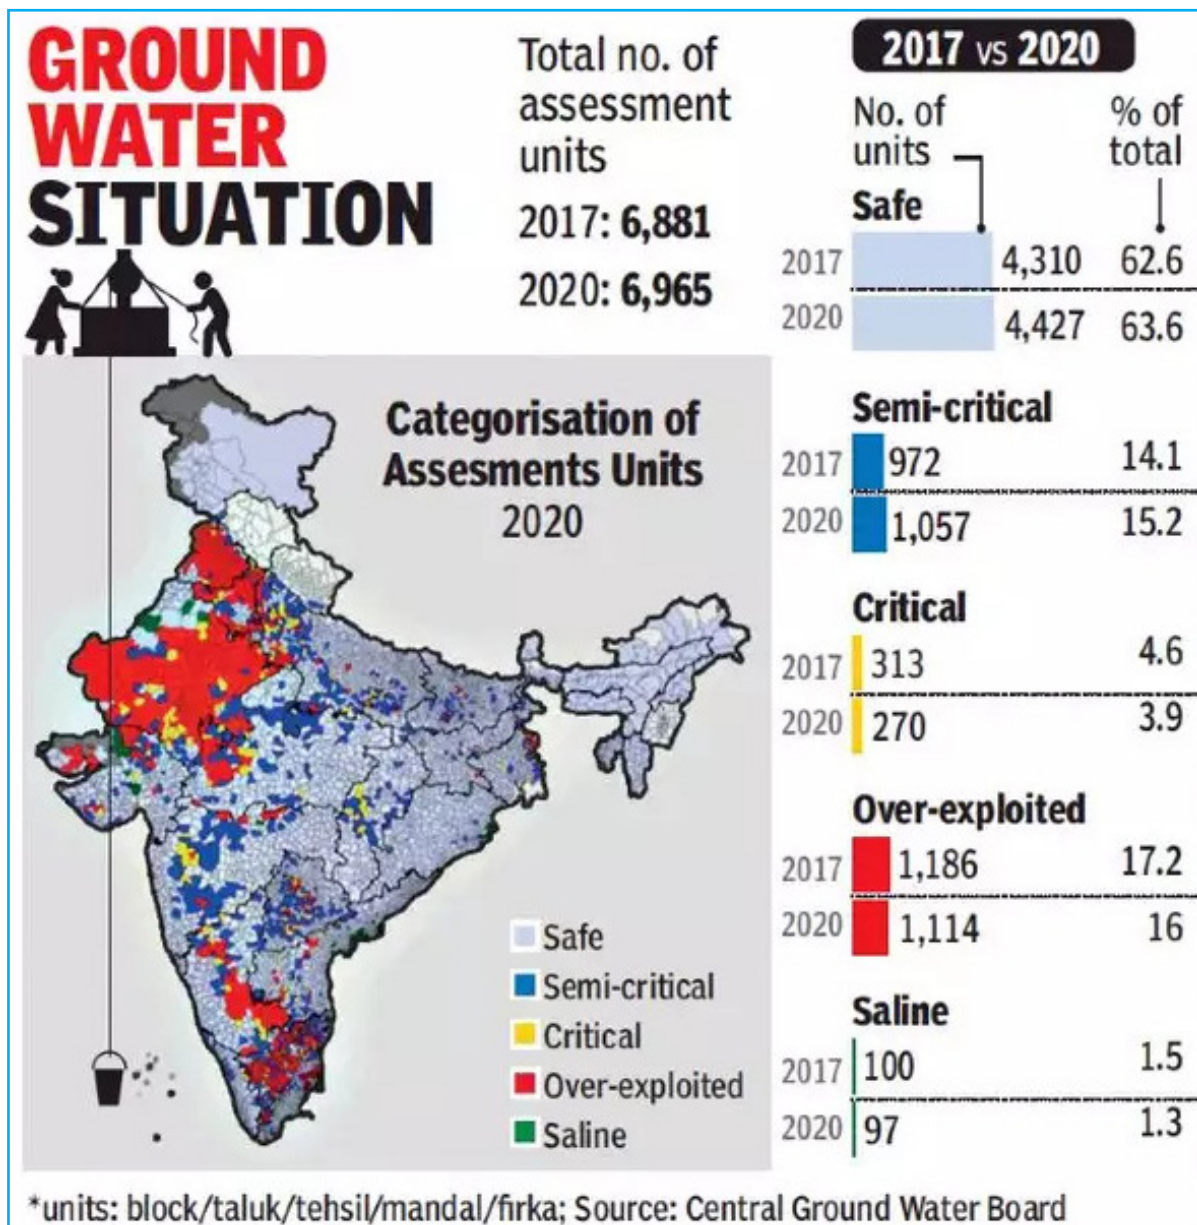 GROUND
WATER
SITUATION
Total no. of
assessment
units
2017: 6,881
2020: 6,965
2017 vs 2020
No. of units
% of total
Safe
2017 4,310 62.6
2020 4,427 63.6
Semi-critical
2017 972 14.1
2020 1,057 15.2
Critical
2017 313 4.6
2020 270 3.9
Over-exploited
2017 1,186 17.2
2020 1,114 16
Saline
2017 100 1.5
2020 97 1.3
Categorisation of
Assesments Units
2020
Safe
Semi-critical
Critical
Over-exploited
Saline
*units: block/taluk/tehsil/mandal/firka; Source: Central Ground Water Board